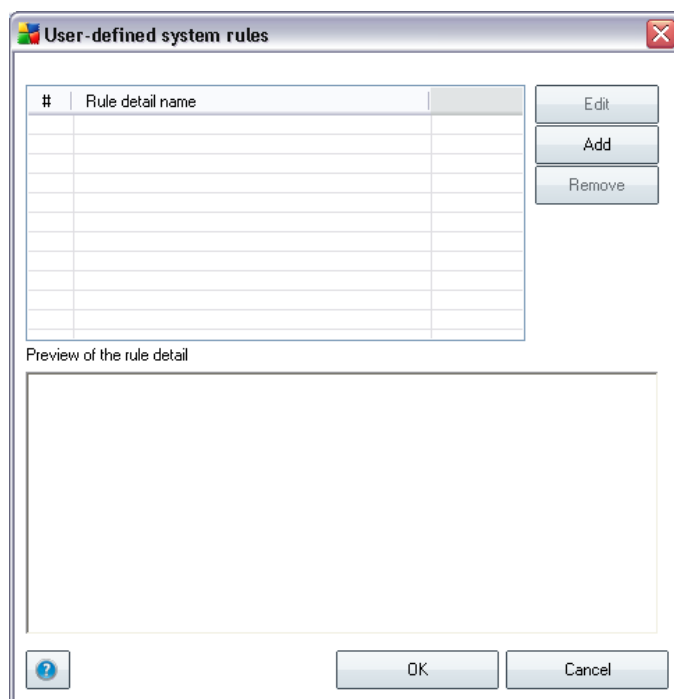 User-defined system rules
# Rule detail name
Edit
Add
Remove
Preview of the rule detail
?
OK
Cancel